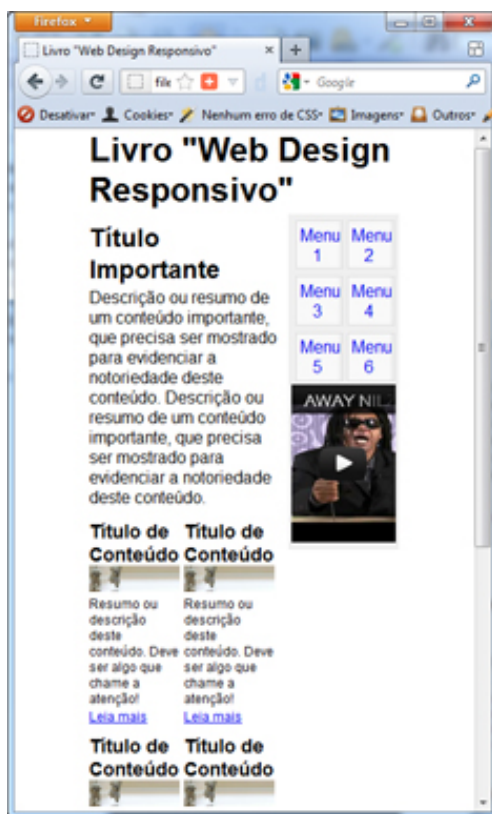 Firefox
Livro "Web Design Responsivo"
file
Google
Desativar Cookies Nenhum erro de CSS Imagens Outros
Livro "Web Design
Responsivo"
Título
Importante
Descrição ou resumo de
um conteúdo importante,
que precisa ser mostrado
para evidenciar a
notoriedade deste
conteúdo. Descrição ou
resumo de um conteúdo
importante, que precisa
ser mostrado para
evidenciar a notoriedade
deste conteúdo.
Menu 1
Menu 2
Menu 3
Menu 4
Menu 5
Menu 6
AWAY NIL
Título de
Conteúdo
Resumo ou
descrição
deste
conteúdo. Deve
ser algo que
chame a
atenção!
Leia mais
Título de
Conteúdo
Resumo ou
descrição
deste
conteúdo. Deve
ser algo que
chame a
atenção!
Leia mais
Título de
Conteúdo
Título de
Conteúdo